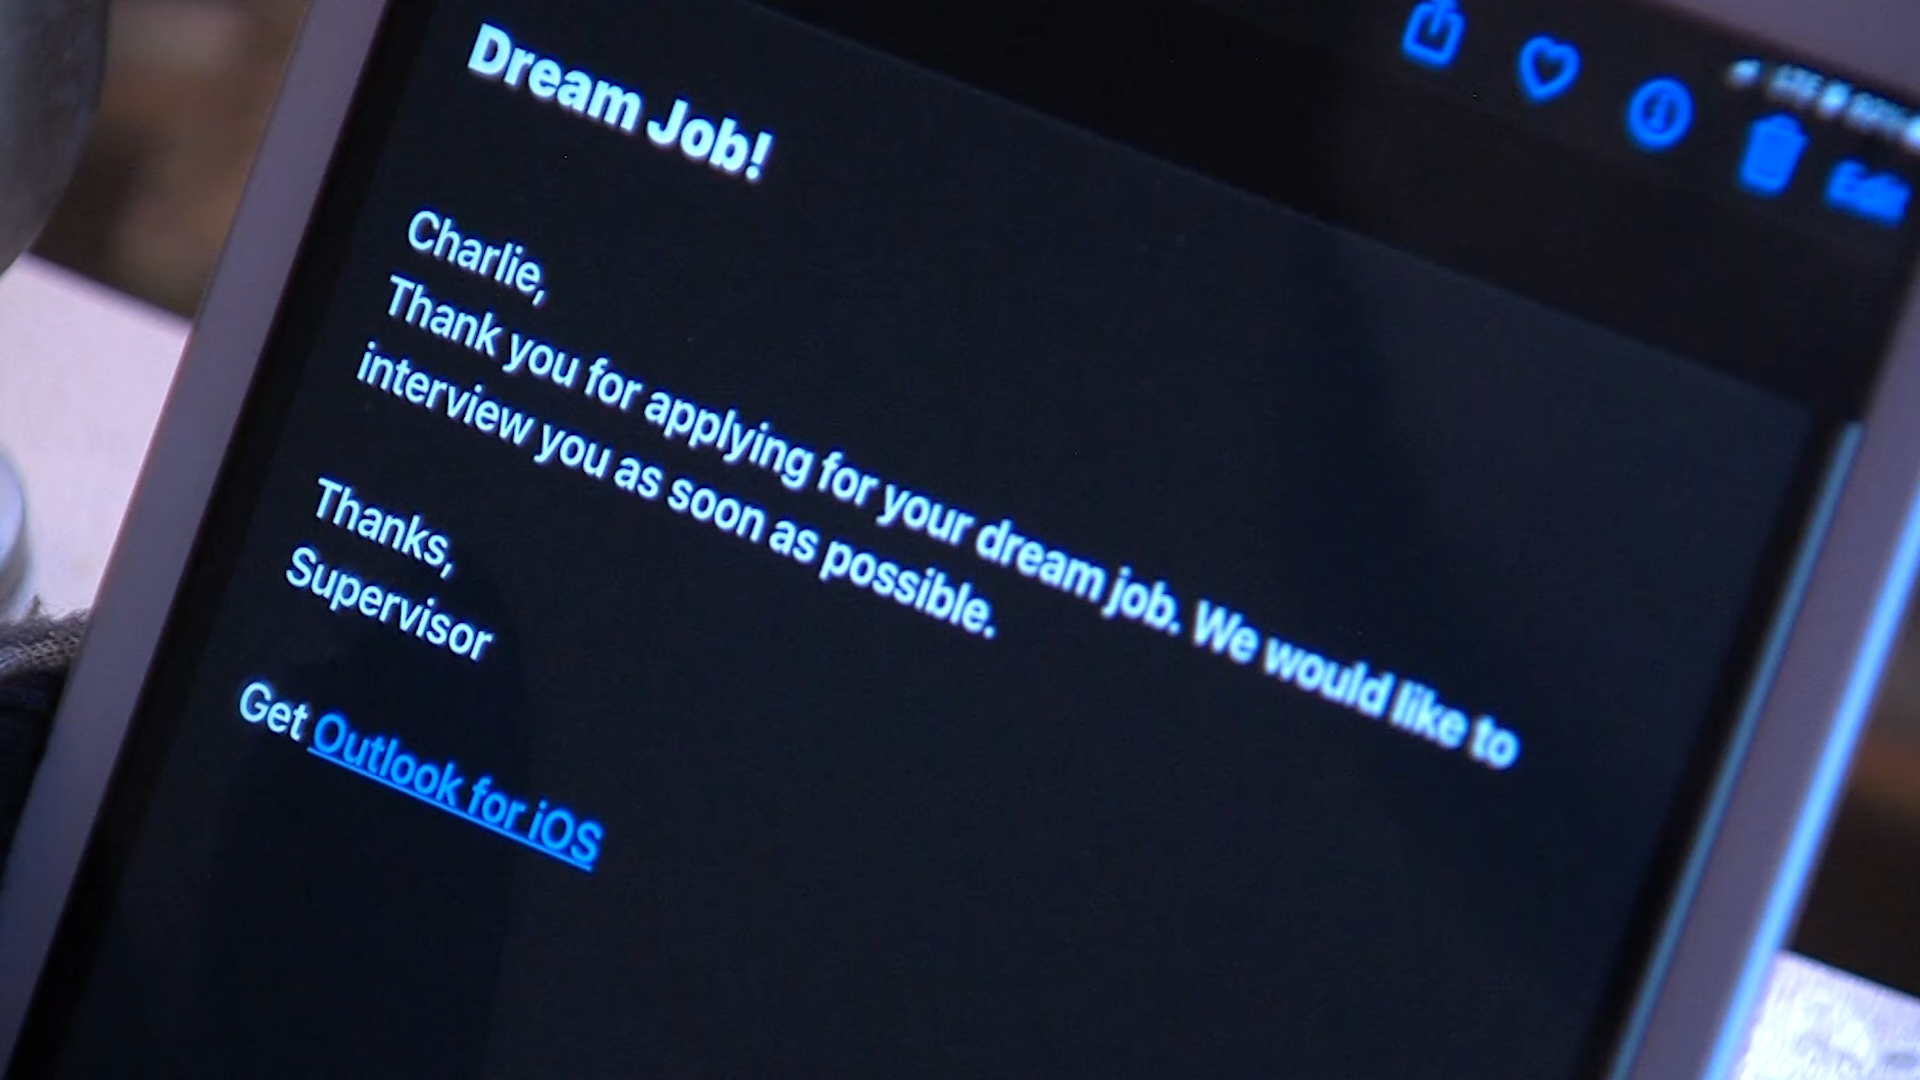 Edit
Dream Job!
Charlie,
Thank you for applying for your dream job. We would like to
interview you as soon as possible.
Thanks,
Supervisor
Get Outlook for iOS